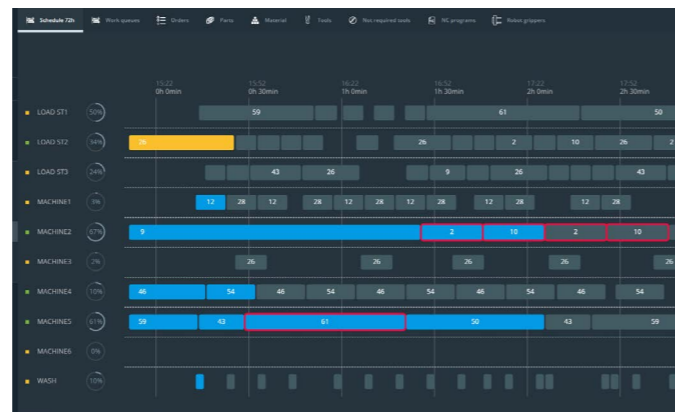 Schedule 72h Work queues Orders Parts Material Tools Not required tools NC programs Robot grippers
15:22 15:52 16:22 16:52 17:22 17:52
0h 0min 0h 30min 1h 0min 1h 30min 2h 0min 2h 30min
LOAD ST1 50% 59 61 50
LOAD ST2 34% 26 26 2 10 26 2
LOAD ST3 24% 43 26 9 26 43
MACHINE1 3% 12 28 12 28 12 28 12 28 12 28 12 28
MACHINE2 67% 9 2 10 2 10
MACHINE3 2% 26 26 26 26 26
MACHINE4 10% 46 54 46 54 46 54 46 54 46 54
MACHINE5 61% 59 43 61 50 43 59
MACHINE6 0%
WASH 10%